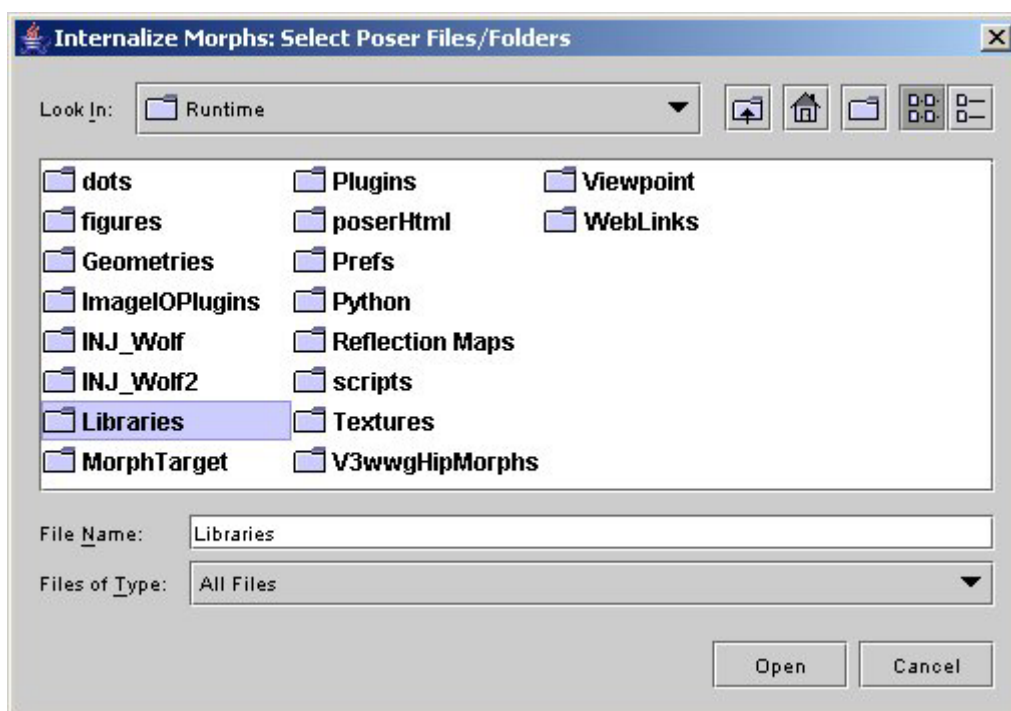 Internalize Morphs: Select Poser Files/Folders
Look In: Runtime
dots Plugins Viewpoint
figures poserHtml WebLinks
Geometries Prefs
ImageIOPlugins Python
INJ_Wolf Reflection Maps
INJ_Wolf2 scripts
Libraries Textures
MorphTarget V3wwgHipMorphs
File Name: Libraries
Files of Type: All Files
Open Cancel